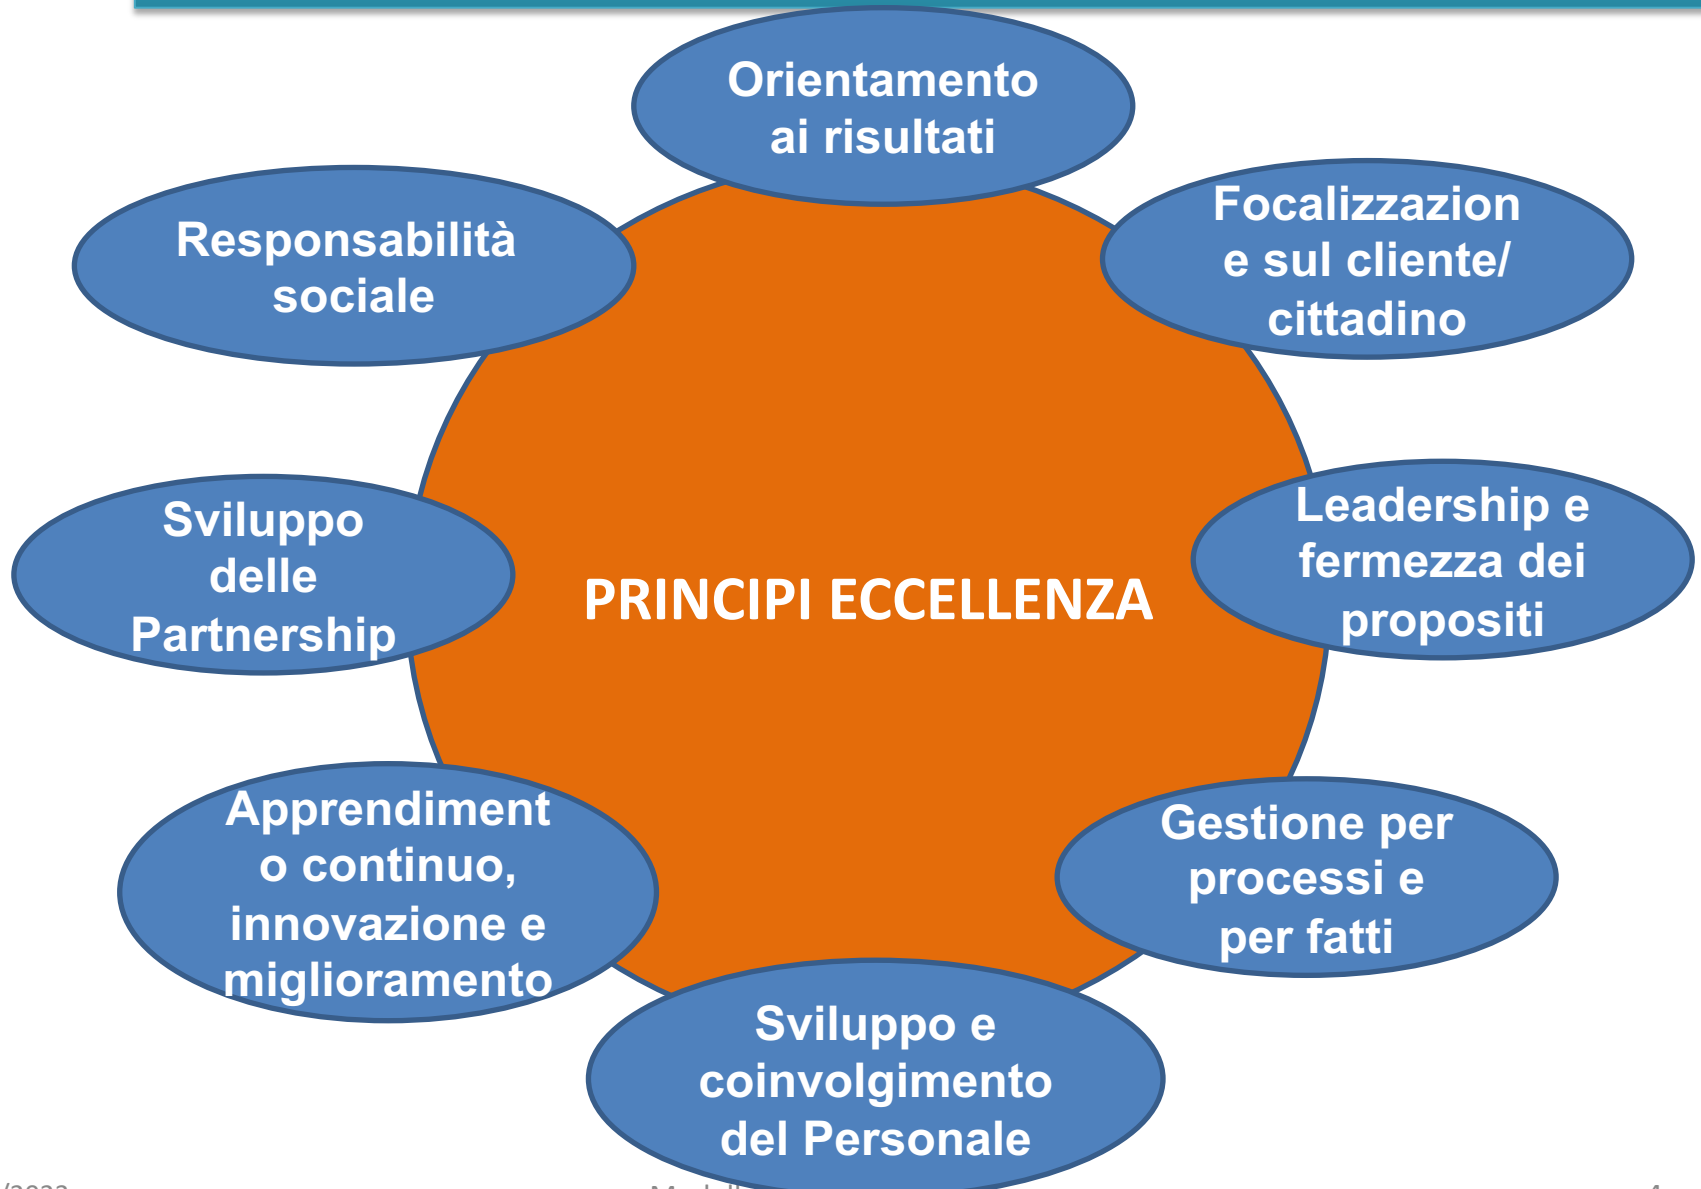 Orientamento
ai risultati
Focalizzazion
e sul cliente/
cittadino
Leadership e
fermezza dei
propositi
Gestione per
processi e
per fatti
Sviluppo e
coinvolgimento
del Personale
Apprendiment
o continuo,
innovazione e
miglioramento
Sviluppo
delle
Partnership
Responsabilità
sociale
PRINCIPI ECCELLENZA